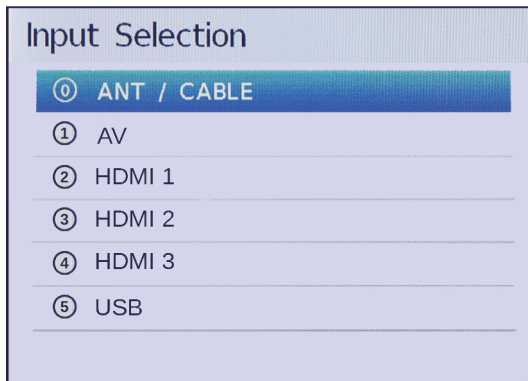 Input Selection
⓪ ANT / CABLE
① AV
② HDMI 1
③ HDMI 2
④ HDMI 3
⑤ USB